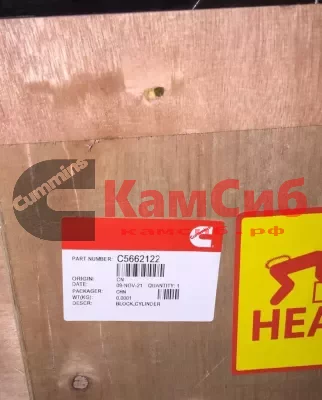 Cummins
КамСиб
камсиб.рф
PART NUMBER: C5662122
ORIGIN: CN
DATE: 09-NOV-21 QUANTITY: 1
PACKAGER: CHN
WT(KG): 0.0001
DESCR: BLOCK,CYLINDER
HEA